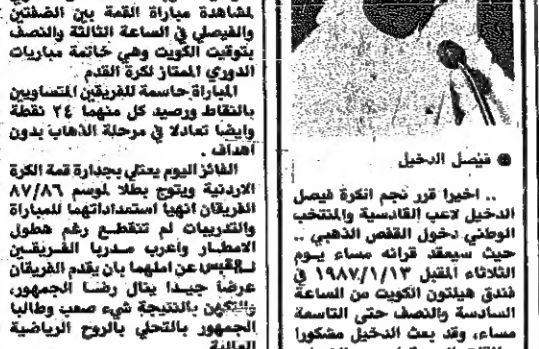 لمشاهدة مباراة القمة بين الضفتين
والفيصلي في الساعة الثالثة والنصف
بتوقيت الكويت وهي خاتمة مباريات
الدوري الممتاز لكرة القدم
المباراة حاسمة للفريقين المتساويين
بالنقاط ورصيد كل منهما ٢٤ نقطة
وايضا تعادلا في مرحلة الذهاب بدون
اهداف .
الفائز اليوم يعتلي بجدارة قمة الكرة
الاردنية ويتوج بطلا لموسم ٨٧/٨٦
الفريقان انهيا استعداداتهما للمباراة
والتدريبات لم تنقطع رغم هطول
الامطار وأعرب مدربا الفريقين
لـ القبس عن املهما بان يقدم الفريقان
عرضا جيدا ينال رضا الجمهور،
والتكهن بالنتيجة شيء صعب وطالبا
الجمهور بالتحلي بالروح الرياضية
العالية
● فيصل الدخيل
.. اخيرا قرر نجم الكرة فيصل
الدخيل لاعب القادسية والمنتخب
الوطني دخول القفص الذهبي ..
حيث سيعقد قرانه مساء يوم
الثلاثاء المقبل ١٩٨٧/١/١٣ في
فندق هيلتون الكويت من الساعة
السادسة والنصف حتى التاسعة
مساء، وقد بعث الدخيل مشكورا